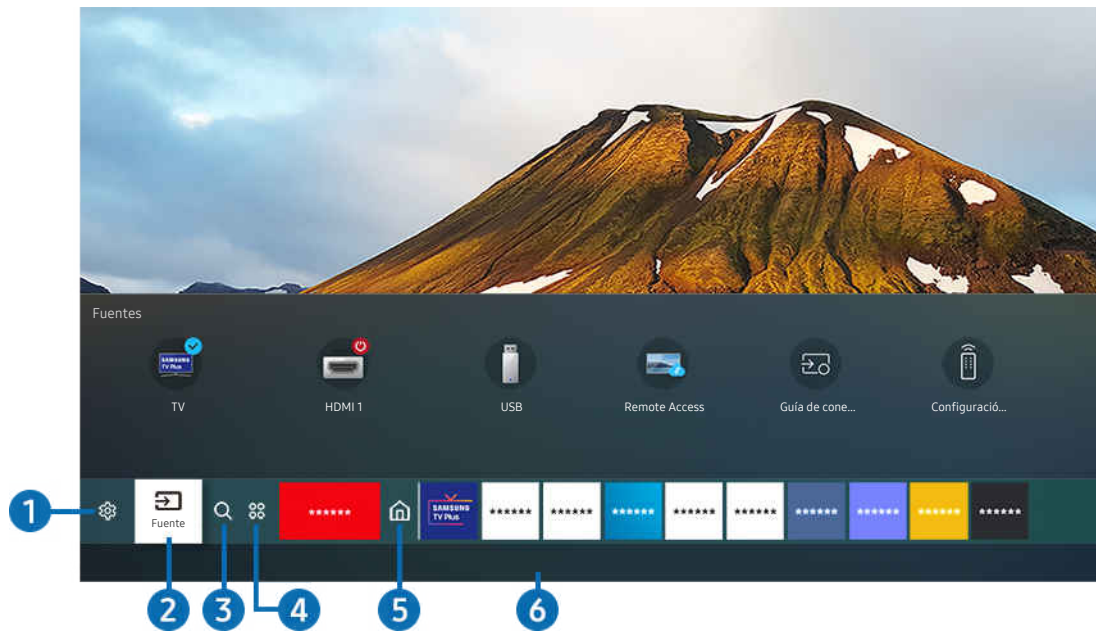 Fuentes
SAMSUNG
TV Plus
TV
HDMI 1
USB
Remote Access
Guía de cone...
Configuració...
1
Fuente
******
SAMSUNG
TV Plus
******
******
******
******
******
******
******
******
******
2
3
4
5
6